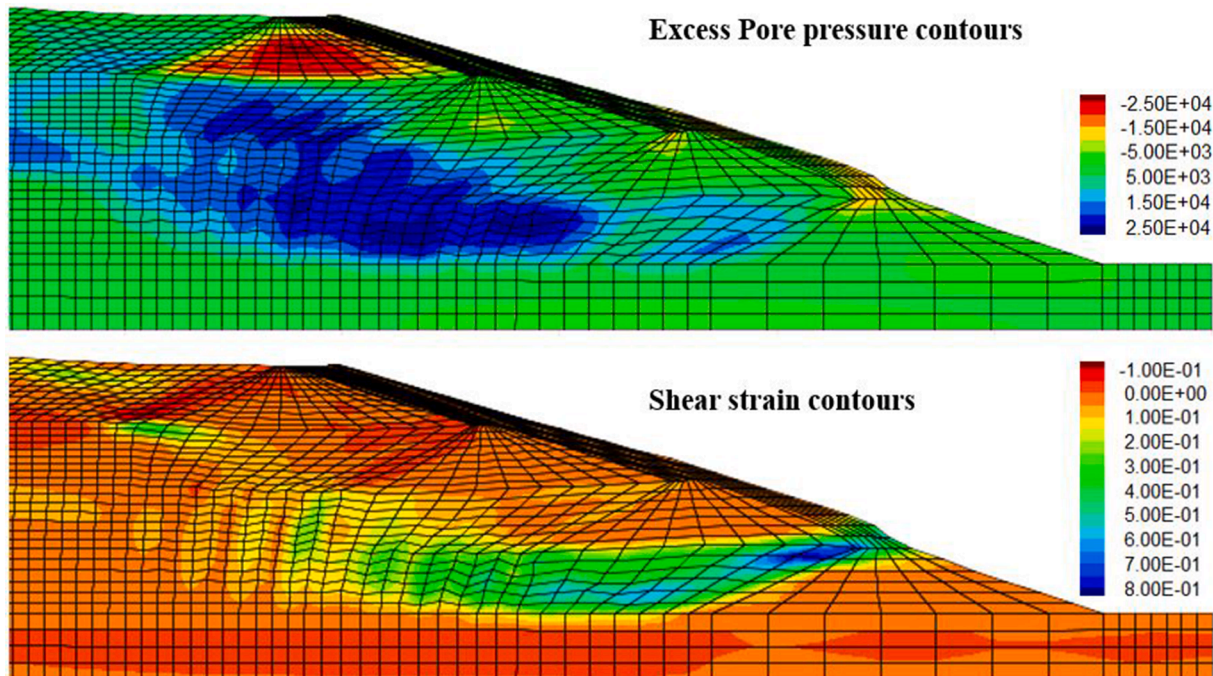 Excess Pore pressure contours
-2.50E+04
-1.50E+04
-5.00E+03
5.00E+03
1.50E+04
2.50E+04
Shear strain contours
-1.00E-01
0.00E+00
1.00E-01
2.00E-01
3.00E-01
4.00E-01
5.00E-01
6.00E-01
7.00E-01
8.00E-01